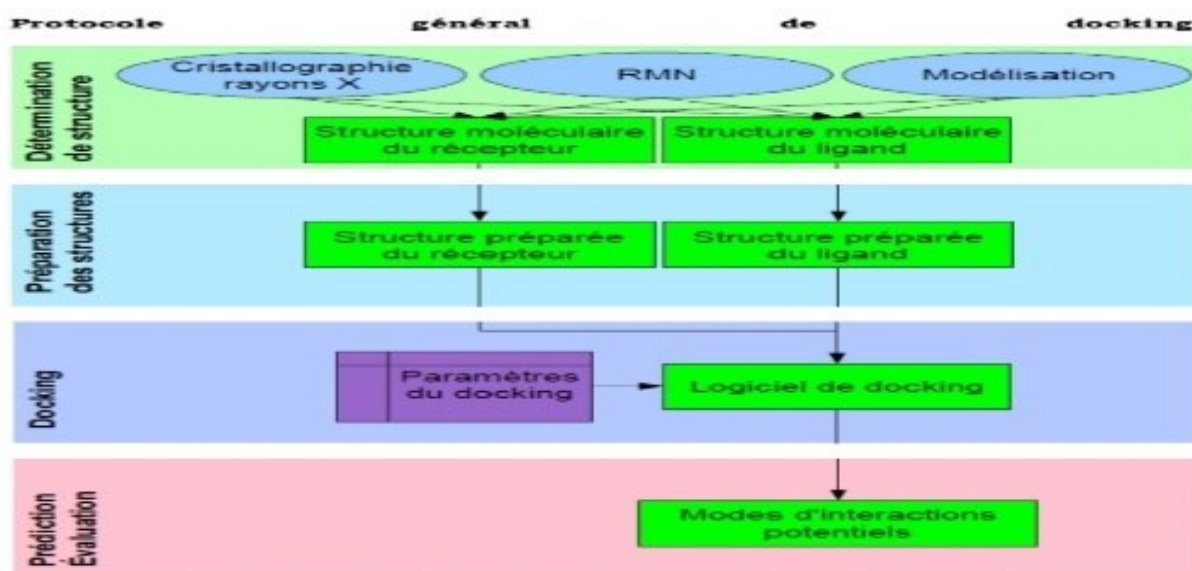 Protocole général de docking
Détermination
de structure
Cristallographie
rayons X
RMN
Modélisation
Structure moléculaire
du récepteur
Structure moléculaire
du ligand
Préparation
des structures
Structure préparée
du récepteur
Structure préparée
du ligand
Docking
Paramètres
du docking
Logiciel de docking
Prédiction
Évaluation
Modes d'interactions
potentiels